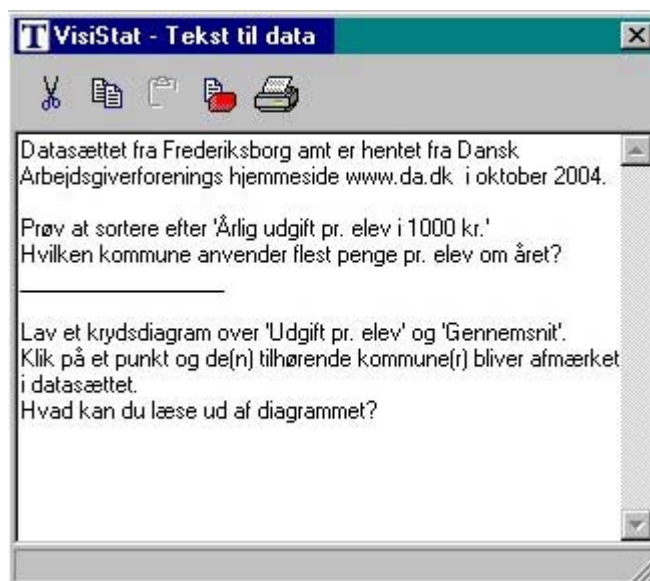 VisiStat - Tekst til data
Datasættet fra Frederiksborg amt er hentet fra Dansk
Arbejdsgiverforenings hjemmeside www.da.dk i oktober 2004.
Prøv at sortere efter 'Årlig udgift pr. elev i 1000 kr.'
Hvilken kommune anvender flest penge pr. elev om året?
Lav et krydsdiagram over 'Udgift pr. elev' og 'Gennemsnit'.
Klik på et punkt og de(n) tilhørende kommune(r) bliver afmærket
i datasættet.
Hvad kan du læse ud af diagrammet?